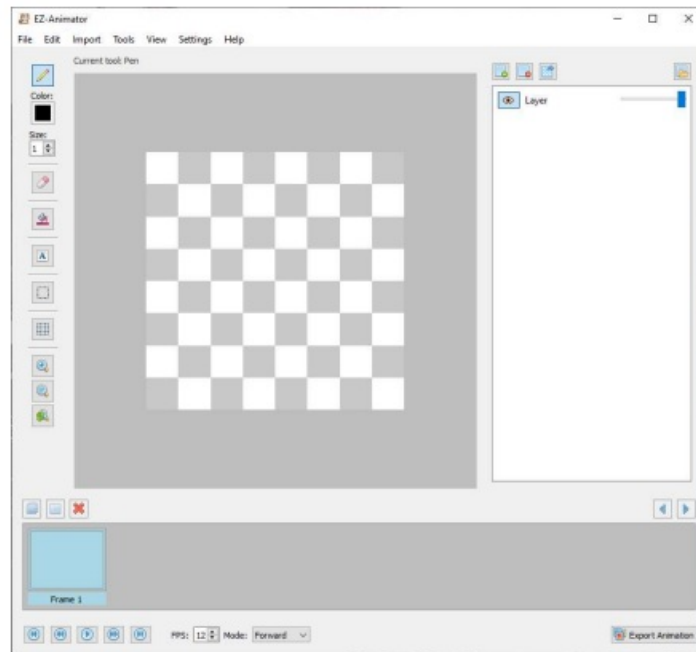 EZ-Animator
File Edit Import Tools View Settings Help
Current tool: Pen
Color:
Size:
1
A
Layer
Frame 1
FPS: 12 Mode: Forward
Export Animation